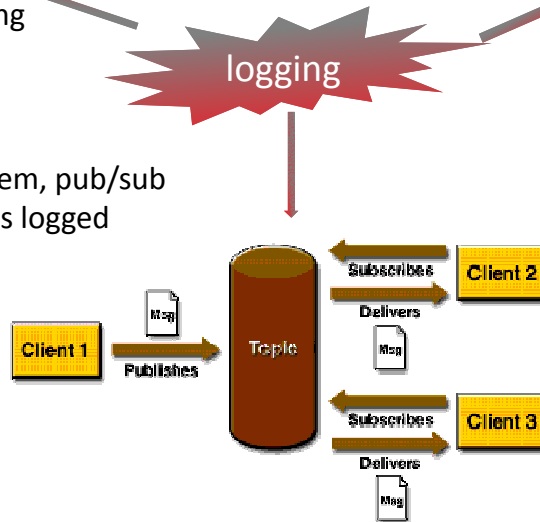 ng
logging
em, pub/sub
s logged
Subscribes
Client 2
Msg
Delivers
Client 1
Topic
Msg
Publishes
Subscribes
Client 3
Delivers
Msg